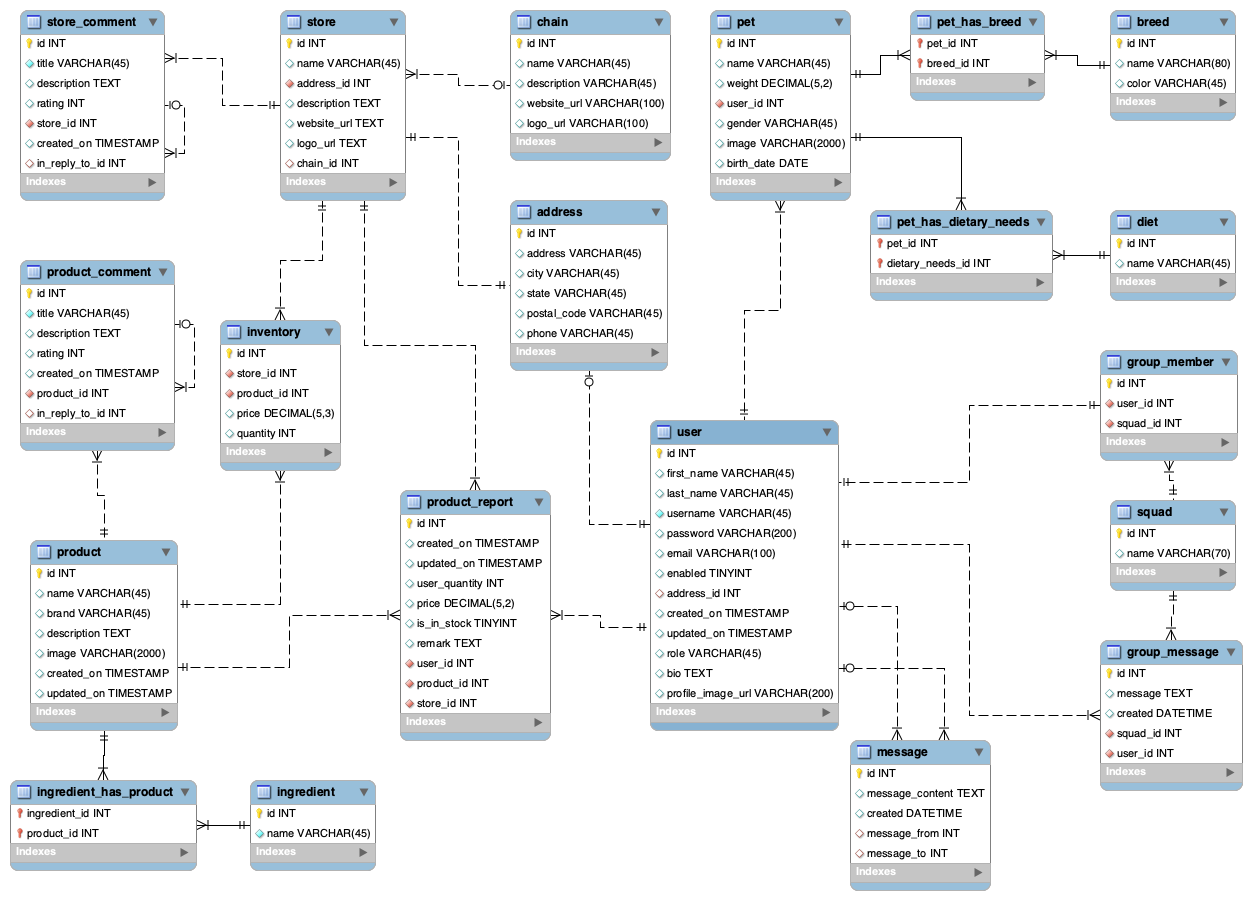 store_comment
id INT
title VARCHAR(45)
description TEXT
rating INT
store_id INT
created_on TIMESTAMP
in_reply_to_id INT
Indexes
store
id INT
name VARCHAR(45)
address_id INT
description TEXT
website_url TEXT
logo_url TEXT
chain_id INT
Indexes
chain
id INT
name VARCHAR(45)
description VARCHAR(45)
website_url VARCHAR(100)
logo_url VARCHAR(100)
Indexes
pet
id INT
name VARCHAR(45)
weight DECIMAL(5,2)
user_id INT
gender VARCHAR(45)
image VARCHAR(2000)
birth_date DATE
Indexes
pet_has_breed
pet_id INT
breed_id INT
Indexes
breed
id INT
name VARCHAR(80)
color VARCHAR(45)
Indexes
address
id INT
address VARCHAR(45)
city VARCHAR(45)
state VARCHAR(45)
postal_code VARCHAR(45)
phone VARCHAR(45)
Indexes
pet_has_dietary_needs
pet_id INT
dietary_needs_id INT
Indexes
diet
id INT
name VARCHAR(45)
Indexes
product_comment
id INT
title VARCHAR(45)
description TEXT
rating INT
created_on TIMESTAMP
product_id INT
in_reply_to_id INT
Indexes
inventory
id INT
store_id INT
product_id INT
price DECIMAL(5,3)
quantity INT
Indexes
group_member
id INT
user_id INT
squad_id INT
Indexes
user
id INT
first_name VARCHAR(45)
last_name VARCHAR(45)
username VARCHAR(45)
password VARCHAR(200)
email VARCHAR(100)
enabled TINYINT
address_id INT
created_on TIMESTAMP
updated_on TIMESTAMP
role VARCHAR(45)
bio TEXT
profile_image_url VARCHAR(200)
Indexes
product_report
id INT
created_on TIMESTAMP
updated_on TIMESTAMP
user_quantity INT
price DECIMAL(5,2)
is_in_stock TINYINT
remark TEXT
user_id INT
product_id INT
store_id INT
Indexes
squad
id INT
name VARCHAR(70)
Indexes
product
id INT
name VARCHAR(45)
brand VARCHAR(45)
description TEXT
image VARCHAR(2000)
created_on TIMESTAMP
updated_on TIMESTAMP
Indexes
group_message
id INT
message TEXT
created DATETIME
squad_id INT
user_id INT
Indexes
message
id INT
message_content TEXT
created DATETIME
message_from INT
message_to INT
Indexes
ingredient_has_product
ingredient_id INT
product_id INT
Indexes
ingredient
id INT
name VARCHAR(45)
Indexes